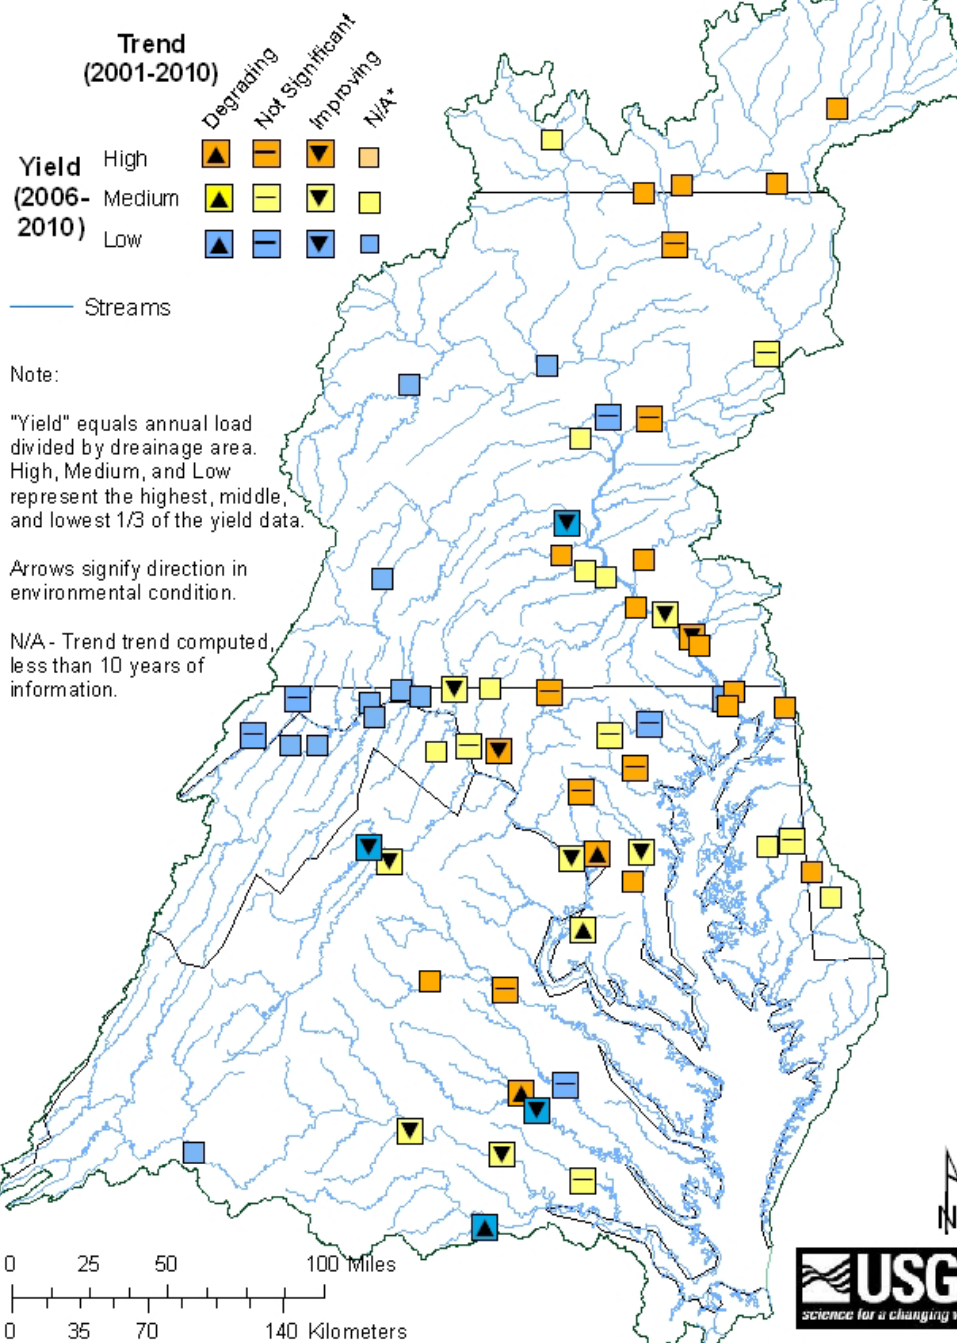 Trend
(2001-2010)
Degrading
Not Significant
Improving
N/A*
Yield
(2006-
2010)
High
Medium
Low
Streams
Note:
"Yield" equals annual load
divided by dreainage area.
High, Medium, and Low
represent the highest, middle,
and lowest 1/3 of the yield data.
Arrows signify direction in
environmental condition.
N/A - Trend trend computed,
less than 10 years of
information.
0 25 50 100 Miles
0 35 70 140 Kilometers
N
USG
science for a changing